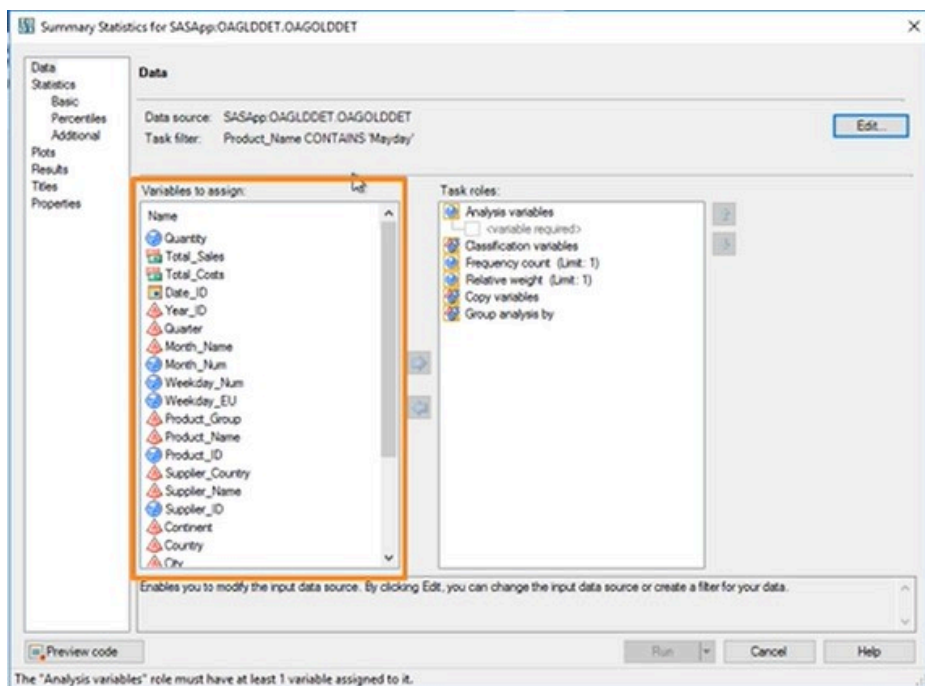 Summary Statistics for SASApp:OAGLDDET.OAGOLDDET
Data
Statistics
Basic
Percentiles
Additional
Plots
Results
Titles
Properties
Data
Data source: SASApp:OAGLDDET.OAGOLDDET
Task filter: Product_Name CONTAINS 'Mayday'
Edit...
Variables to assign:
Name
Quantity
Total_Sales
Total_Costs
Date_ID
Year_ID
Quarter
Month_Name
Month_Num
Weekday_Num
Weekday_EU
Product_Group
Product_Name
Product_ID
Supplier_Country
Supplier_Name
Supplier_ID
Continent
Country
City
Task roles:
Analysis variables
<variable required>
Classification variables
Frequency count (Limit: 1)
Relative weight (Limit: 1)
Copy variables
Group analysis by
Enables you to modify the input data source. By clicking Edit, you can change the input data source or create a filter for your data.
Preview code
Run
Cancel
Help
The "Analysis variables" role must have at least 1 variable assigned to it.